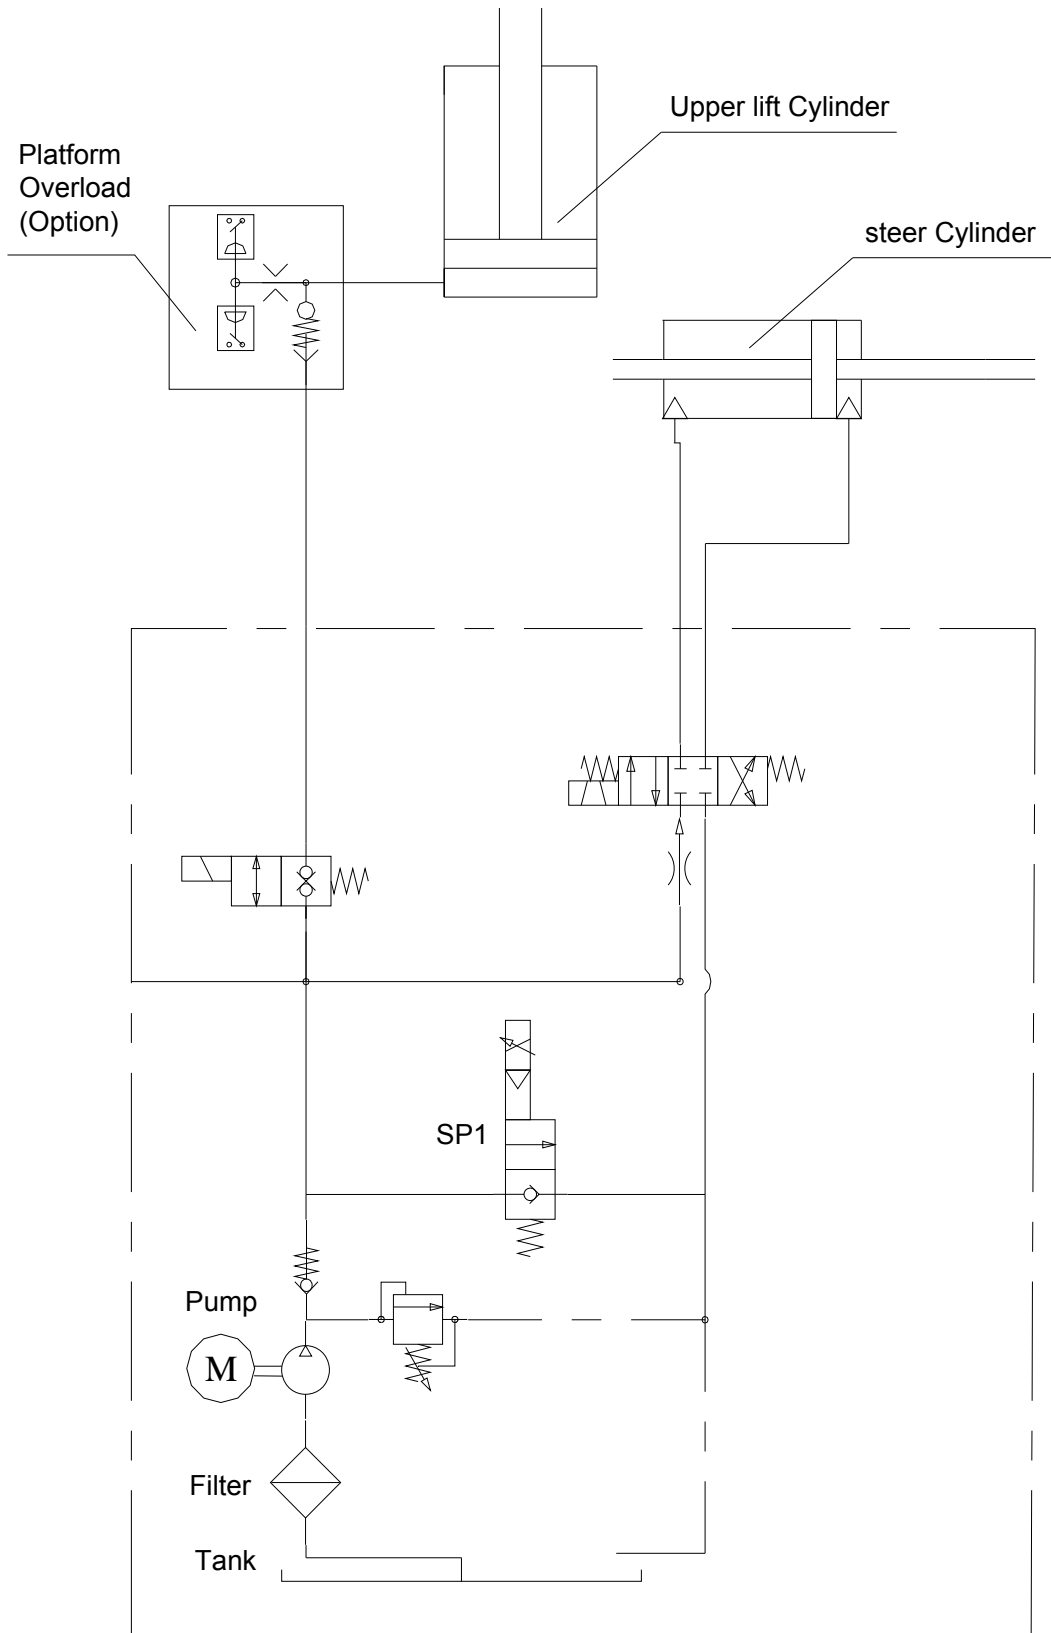 Upper lift Cylinder
Platform
Overload
(Option)
steer Cylinder
SP1
Pump
M
Filter
Tank